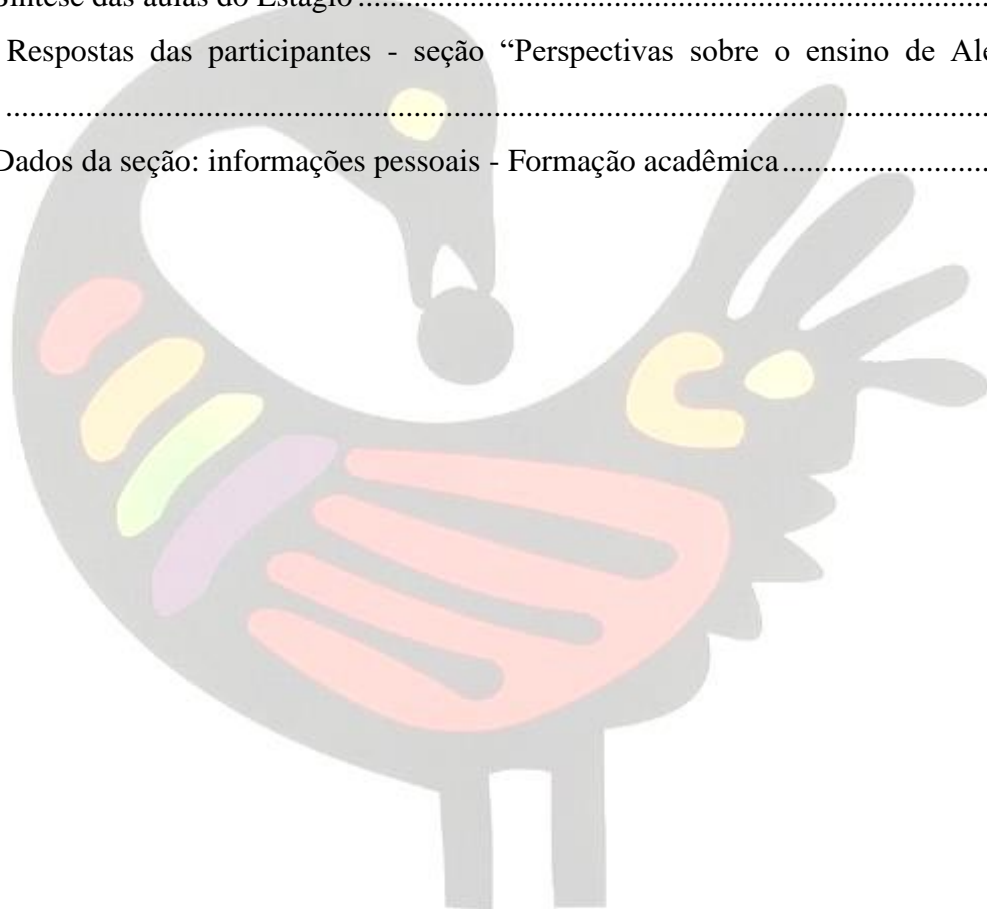 Síntese das aulas do Estágio....................................................................................
Respostas das participantes - seção “Perspectivas sobre o ensino de
............................................................................................................................
Dados da seção: informações pessoais - Formação acadêmica..........................